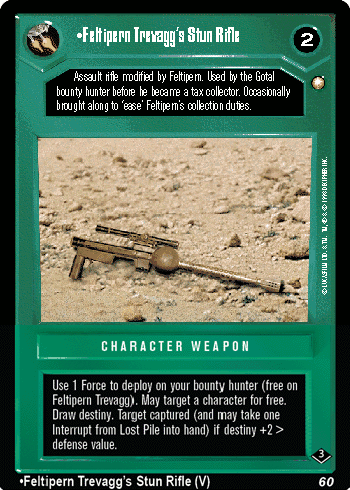 •Feltipern Trevagg's Stun Rifle
2
Assault rifle modified by Feltipern. Used by the Gotal
bounty hunter before he became a tax collector. Occasionally
brought along to 'ease' Feltipern's collection duties.
CHARACTER WEAPON
Use 1 Force to deploy on your bounty hunter (free on
Feltipern Trevagg). May target a character for free.
Draw destiny. Target captured (and may take one
Interrupt from Lost Pile into hand) if destiny +2 >
defense value.
3
•Feltipern Trevagg's Stun Rifle (V)
60